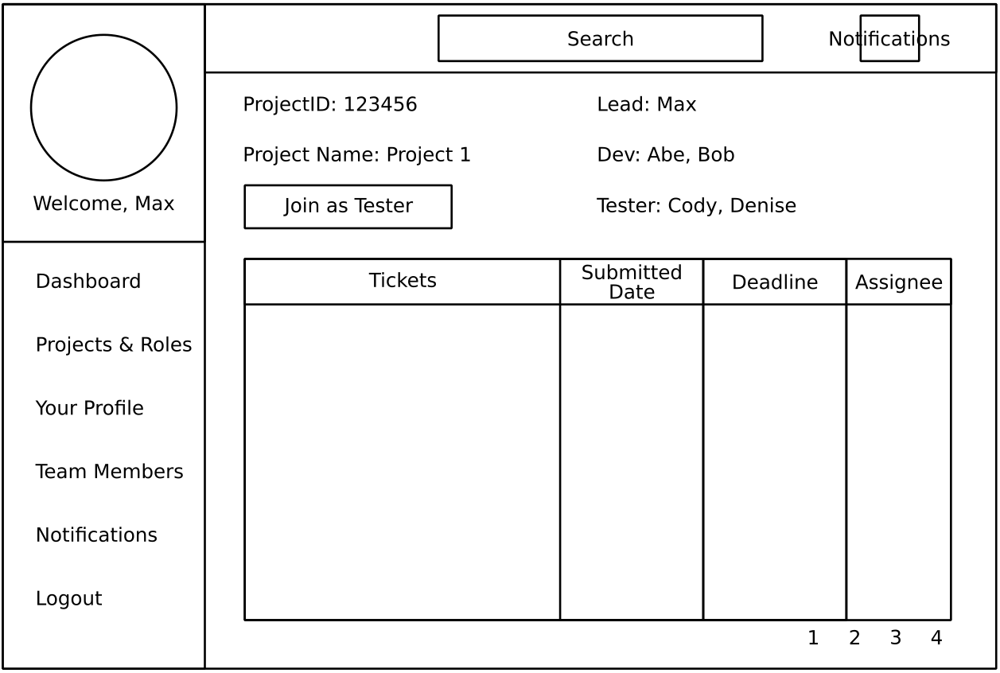 Search
Notifications
Welcome, Max
Dashboard
Projects & Roles
Your Profile
Team Members
Notifications
Logout
ProjectID: 123456
Lead: Max
Project Name: Project 1
Dev: Abe, Bob
Join as Tester
Tester: Cody, Denise
Tickets
Submitted
Date
Deadline
Assignee
1 2 3 4